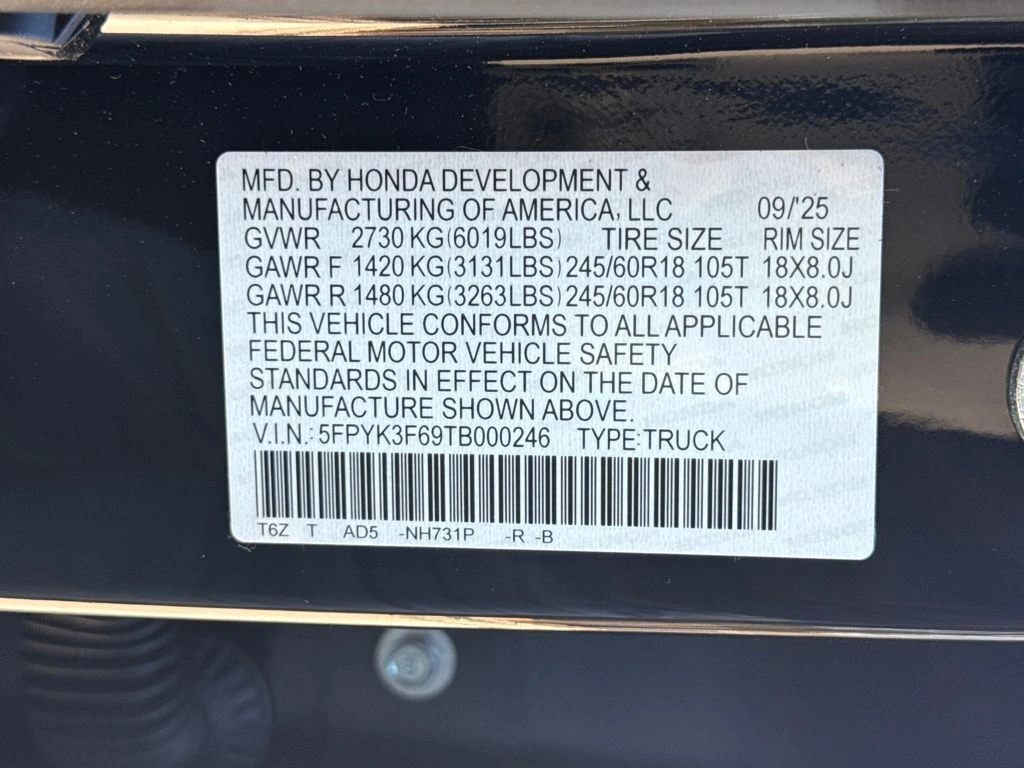 MFD. BY HONDA DEVELOPMENT &
MANUFACTURING OF AMERICA, LLC 09/'25
GVWR 2730 KG(6019LBS) TIRE SIZE RIM SIZE
GAWR F 1420 KG(3131LBS) 245/60R18 105T 18X8.0J
GAWR R 1480 KG(3263LBS) 245/60R18 105T 18X8.0J
THIS VEHICLE CONFORMS TO ALL APPLICABLE
FEDERAL MOTOR VEHICLE SAFETY
STANDARDS IN EFFECT ON THE DATE OF
MANUFACTURE SHOWN ABOVE.
V.I.N.: 5FPYK3F69TB000246 TYPE:TRUCK
T6Z T AD5 -NH731P -R -B